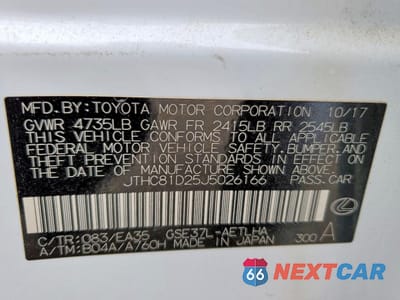 MFD.BY:TOYOTA MOTOR CORPORATION 10/17
GVWR 4735LB GAWR FR 2415LB RR 2545LB
THIS VEHICLE CONFORMS TO ALL APPLICABLE
FEDERAL MOTOR VEHICLE SAFETY, BUMPER, AND
THEFT PREVENTION STANDARDS IN EFFECT ON
THE DATE OF MANUFACTURE SHOWN ABOVE.
JTHC81D25J5026166 PASS.CAR
C/TR:083/EA35 GSE37L-AETLHA
A/TM:B04A/A760H MADE IN JAPAN 300 A
66 NEXTCAR